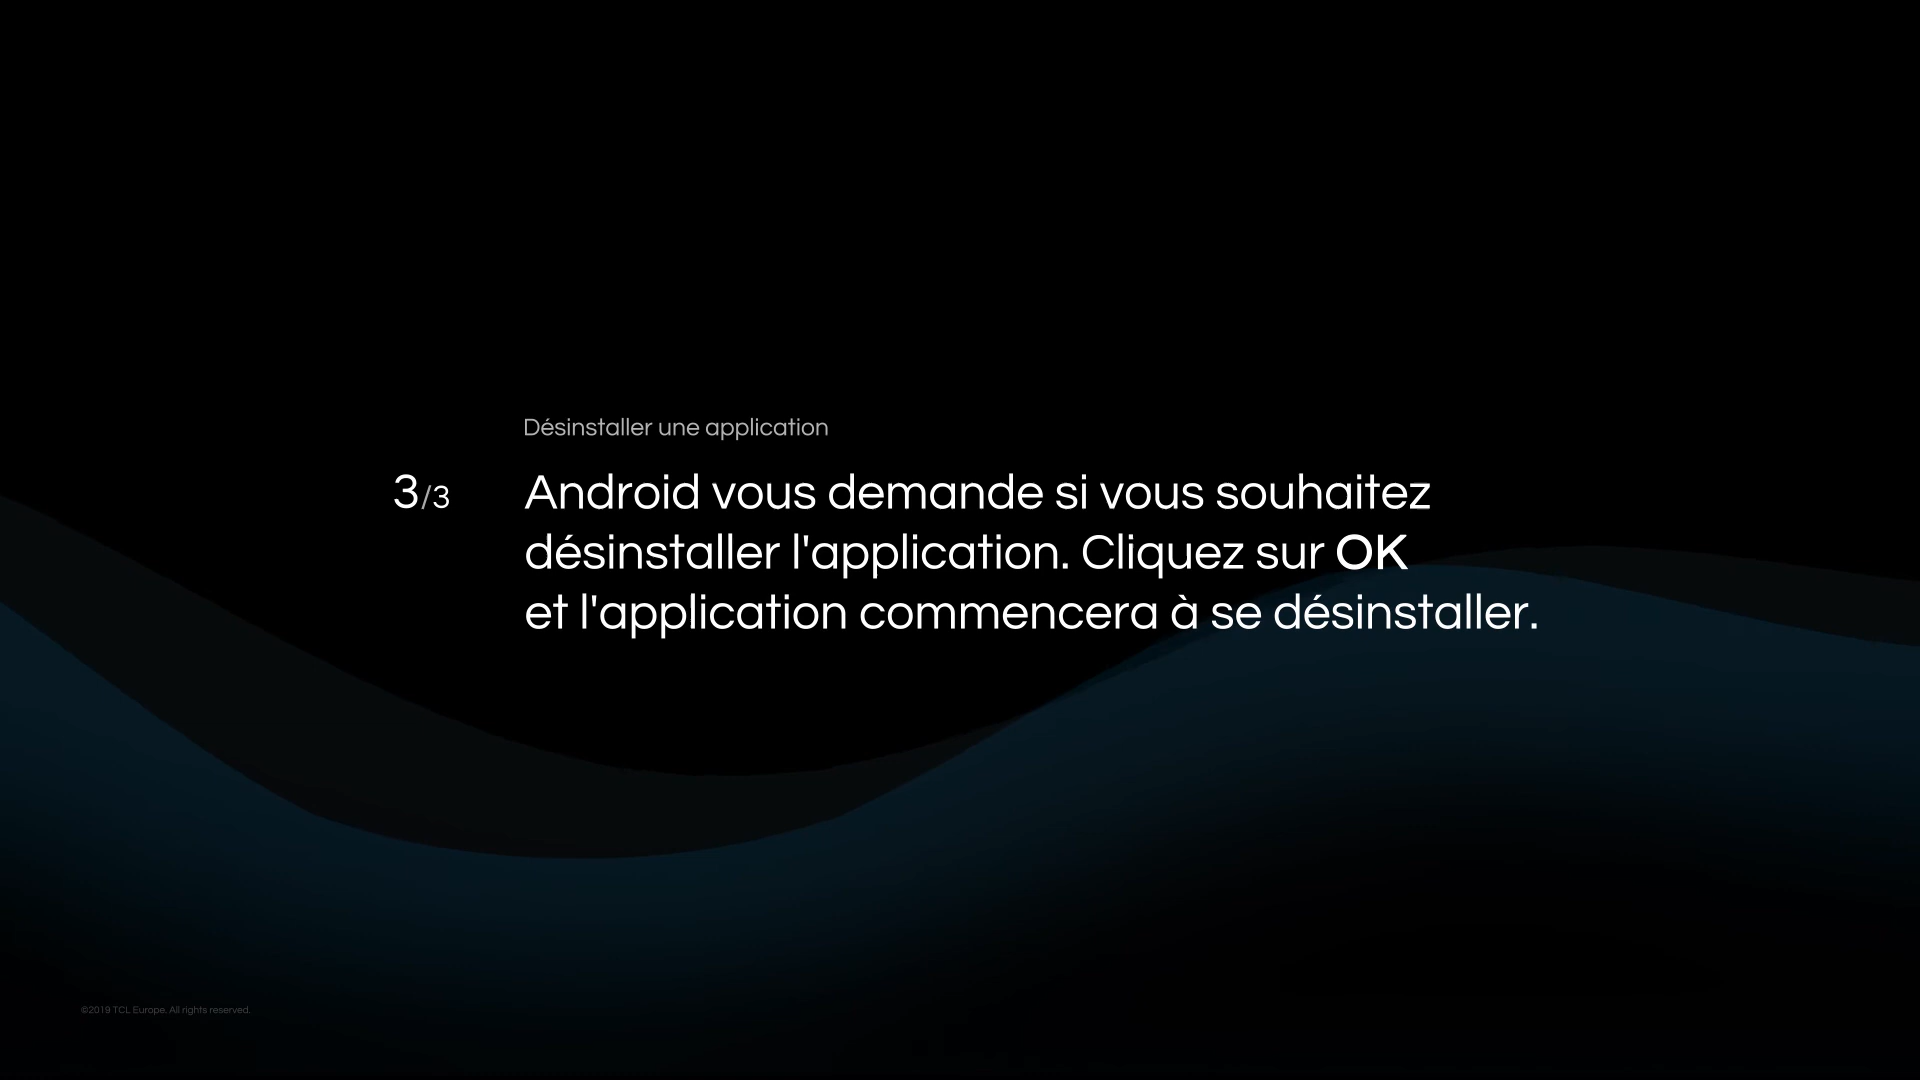 Désinstaller une application
3/3
Android vous demande si vous souhaitez
désinstaller l'application. Cliquez sur OK
et l'application commencera à se désinstaller.
©2019 TCL Europe. All rights reserved.